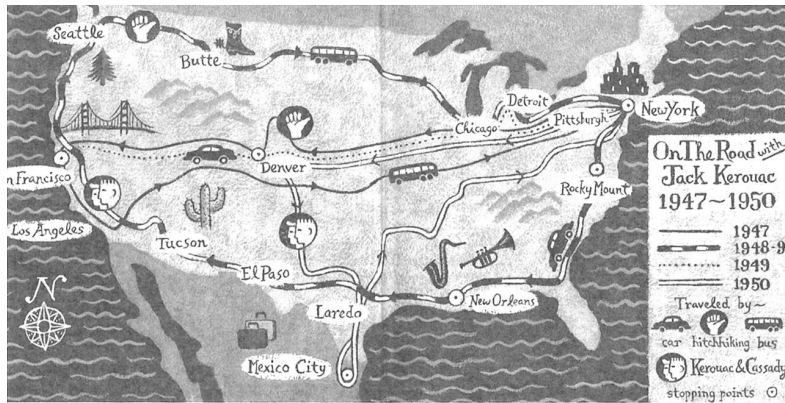 Seattle
Butte
Detroit
Chicago
Pittsburgh
New York
Denver
n Francisco
Rocky Mount
Los Angeles
Tucson
El Paso
New Orleans
Laredo
Mexico City
N
On The Road with
Jack Kerouac
1947~1950
1947
1948-9
1949
1950
Traveled by~
car hitchhiking bus
Kerouac & Cassady
stopping points